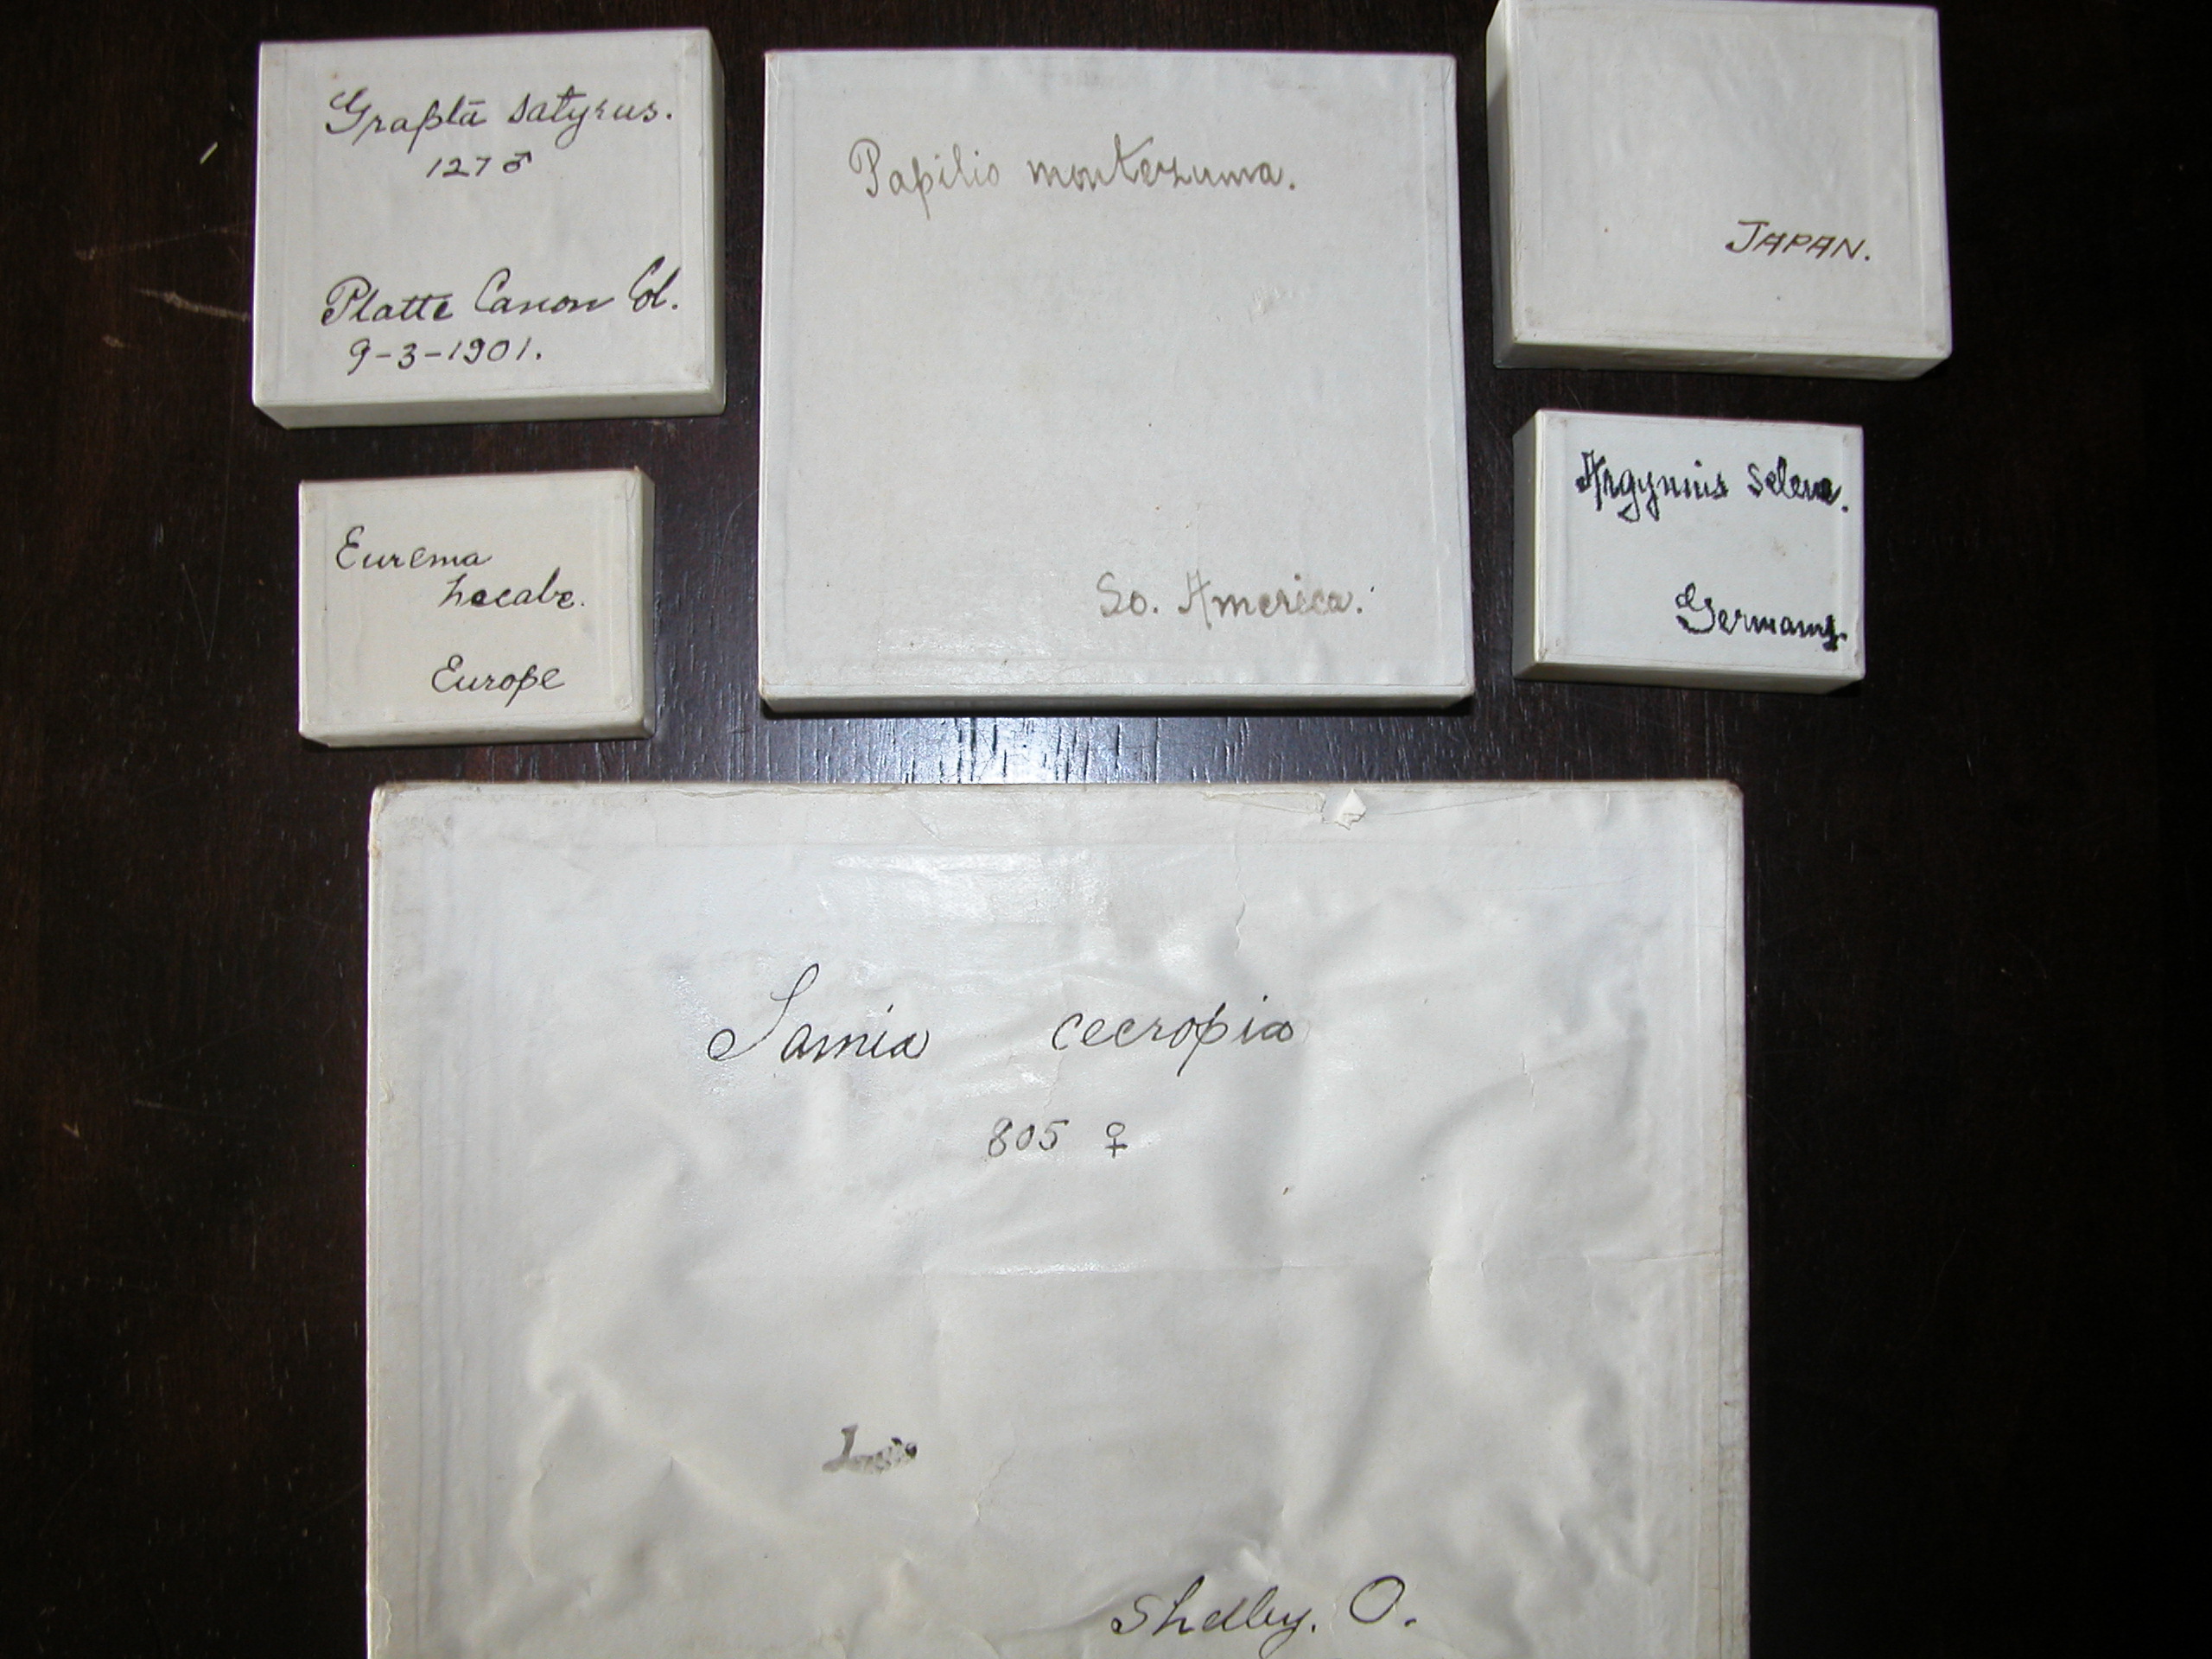 Grapta satyrus.
127 ♂
Platte Canon Col.
9-3-1901.
Papilio montezuma.
So. America.
JAPAN.
Eurema
hecabe.
Europe
Argynnis selene.
Germany.
Samia cecropia
805 ♀
Shelby. O.